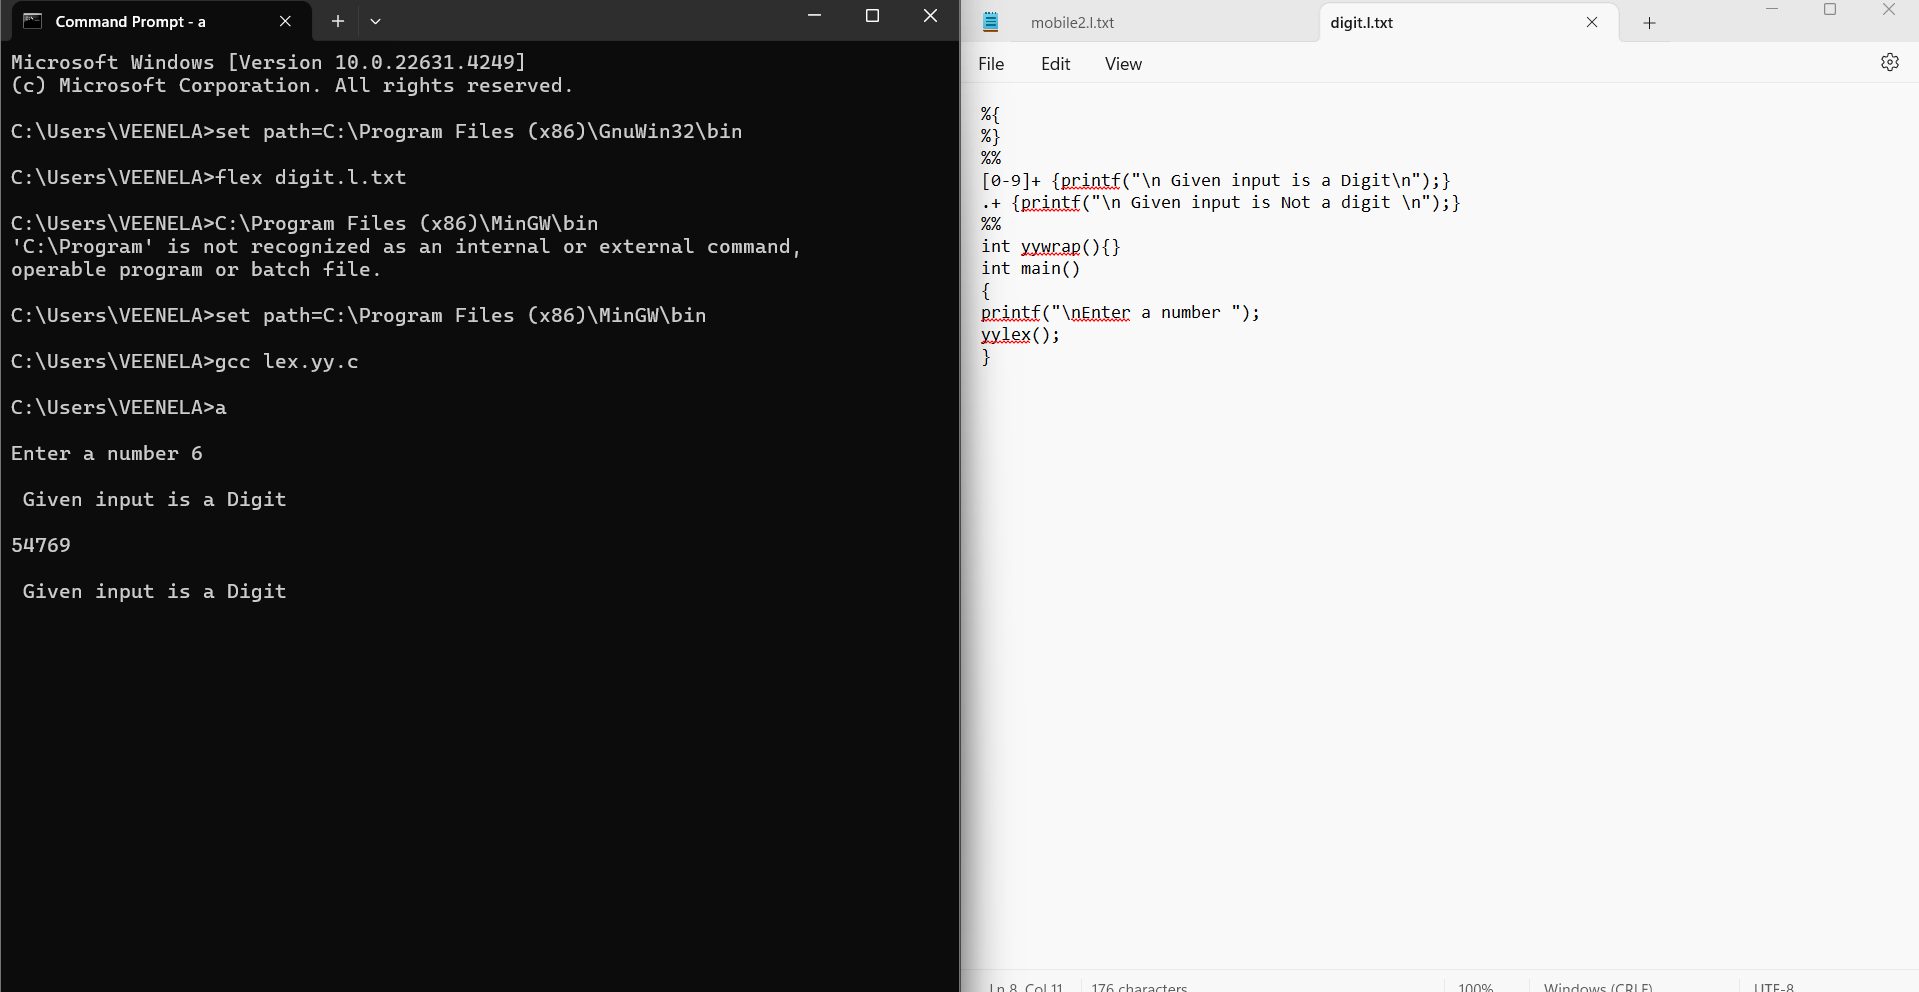 Command Prompt - a
Microsoft Windows [Version 10.0.22631.4249]
(c) Microsoft Corporation. All rights reserved.
C:\Users\VEENELA>set path=C:\Program Files (x86)\GnuWin32\bin
C:\Users\VEENELA>flex digit.l.txt
C:\Users\VEENELA>C:\Program Files (x86)\MinGW\bin
'C:\Program' is not recognized as an internal or external command,
operable program or batch file.
C:\Users\VEENELA>set path=C:\Program Files (x86)\MinGW\bin
C:\Users\VEENELA>gcc lex.yy.c
C:\Users\VEENELA>a
Enter a number 6
 Given input is a Digit
54769
 Given input is a Digit
mobile2.l.txt
digit.l.txt
File Edit View
%{
%}
%%
[0-9]+ {printf("\n Given input is a Digit\n");}
.+ {printf("\n Given input is Not a digit \n");}
%%
int yywrap(){}
int main()
{
printf("\nEnter a number ");
yylex();
}
Ln 8, Col 11 176 characters 100% Windows (CRLF) UTF-8